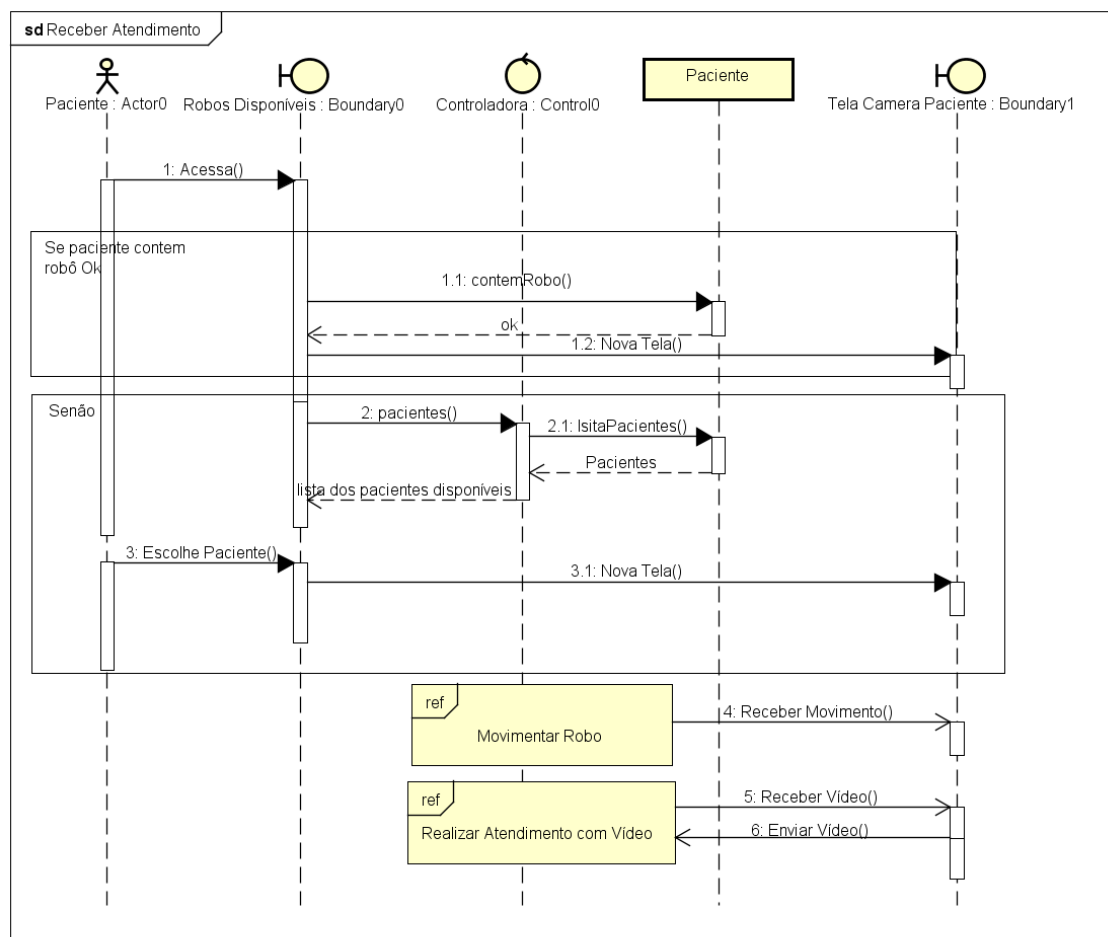 sd Receber Atendimento
Paciente : Actor0
Robos Disponíveis : Boundary0
Controladora : Control0
Paciente
Tela Camera Paciente : Boundary1
1: Acessa()
Se paciente contem
robô Ok
1.1: contemRobo()
ok
1.2: Nova Tela()
Senão
2: pacientes()
2.1: lsitaPacientes()
Pacientes
lista dos pacientes disponíveis
3: Escolhe Paciente()
3.1: Nova Tela()
ref
Movimentar Robo
4: Receber Movimento()
ref
Realizar Atendimento com Vídeo
5: Receber Vídeo()
6: Enviar Vídeo()